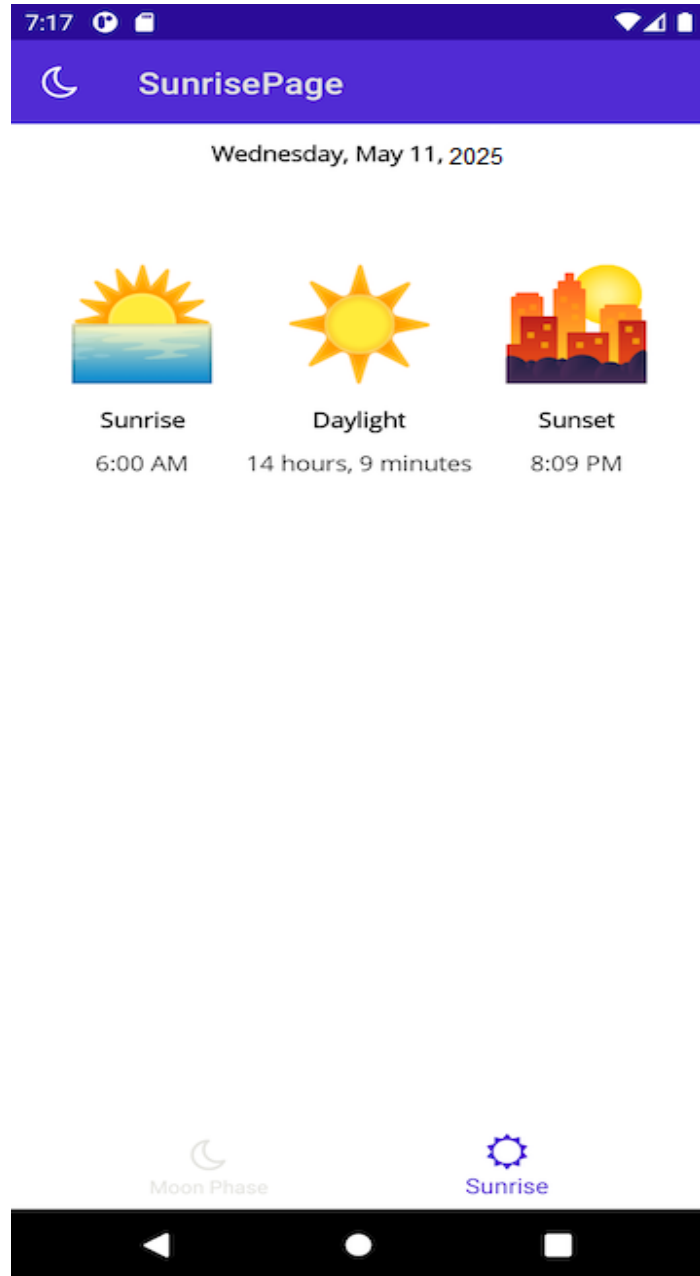 7:17
SunrisePage
Wednesday, May 11, 2025
Sunrise Daylight Sunset
6:00 AM 14 hours, 9 minutes 8:09 PM
Moon Phase Sunrise